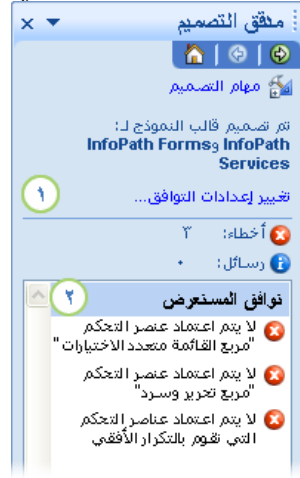 مدقق التصميم
مهام التصميم
تم تصميم قالب النموذج لـ:
InfoPath وInfoPath Forms
Services
تغيير إعدادات التوافق...
١
أخطاء: ٣
رسائل: ٠
توافق المستعرض
٢
لا يتم اعتماد عنصر التحكم
"مربع القائمة متعدد الاختيارات"
لا يتم اعتماد عنصر التحكم
"مربع تحرير وسرد"
لا يتم اعتماد عناصر التحكم
التي تقوم بالتكرار الأفقي